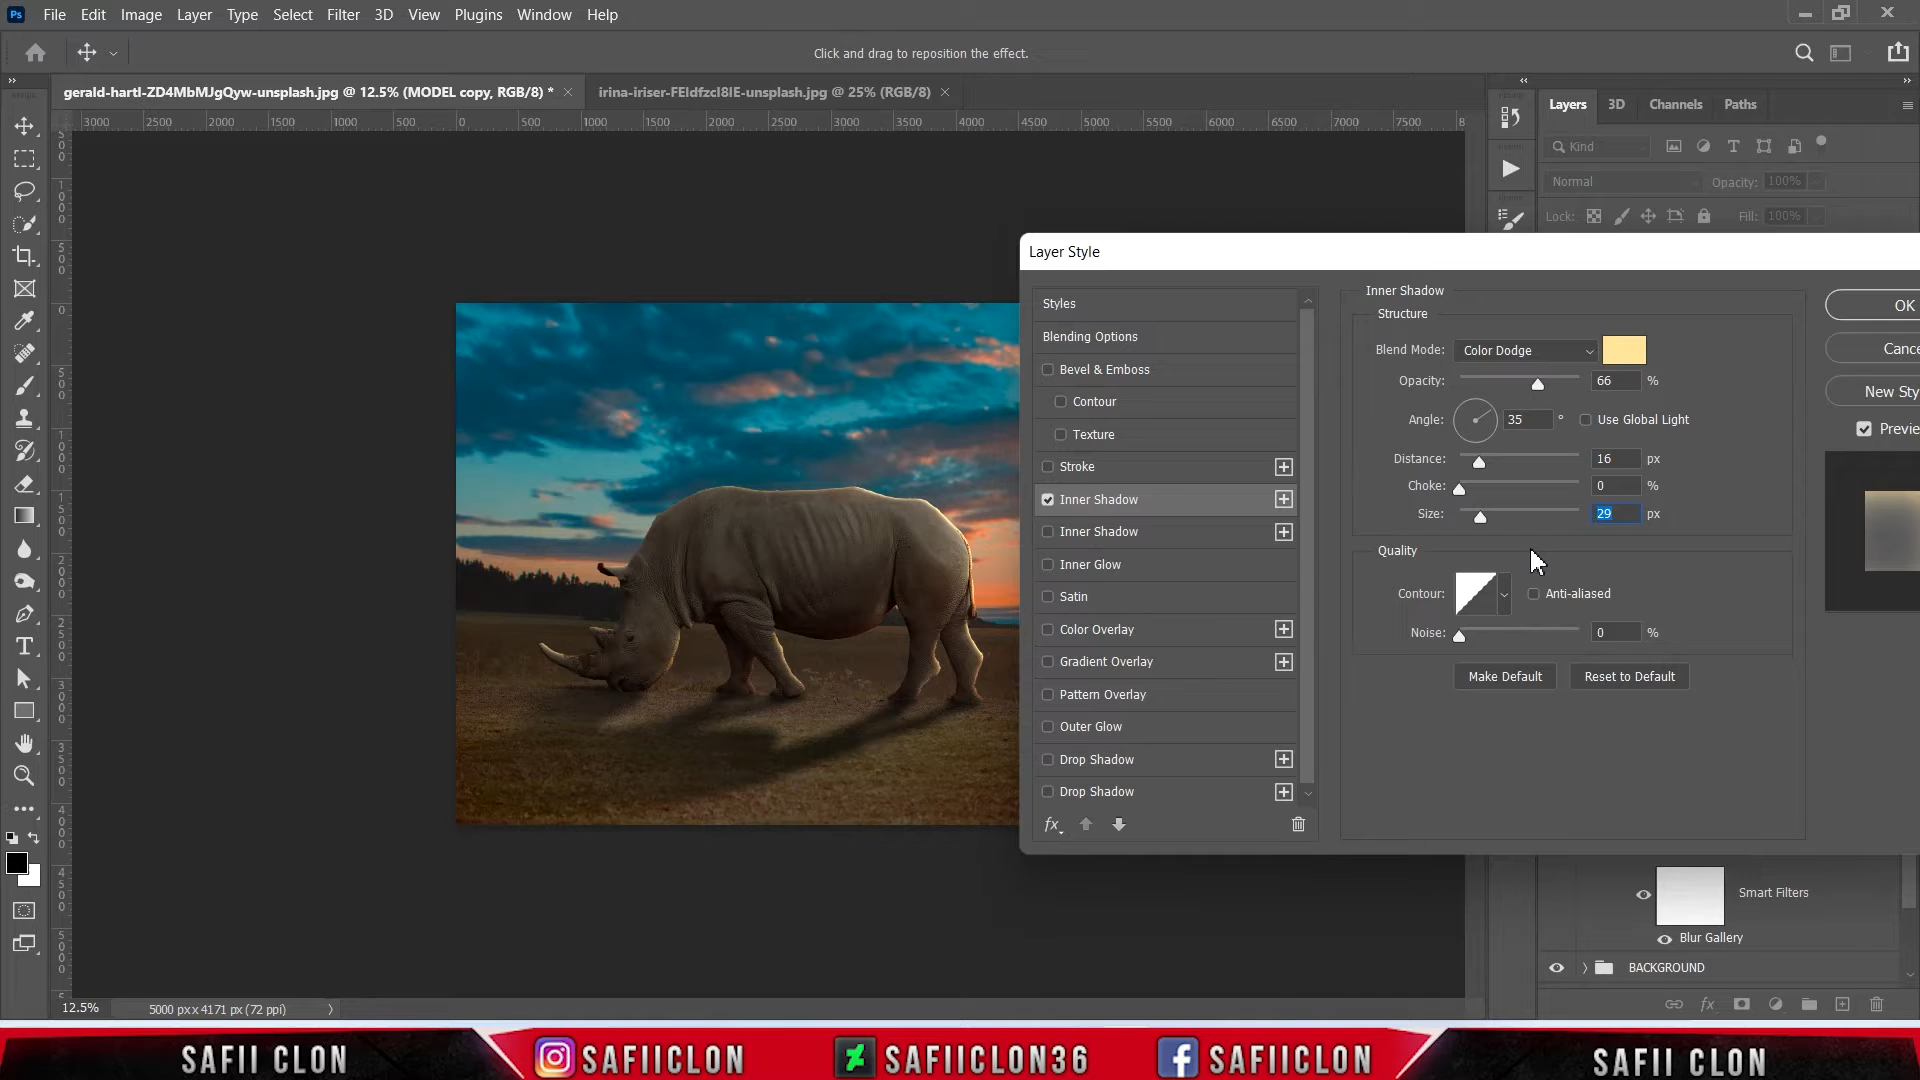 File Edit Image Layer Type Select Filter 3D View Plugins Window Help
Click and drag to reposition the effect.
gerald-hartl-ZD4MbMJgQyw-unsplash.jpg @ 12.5% (MODEL copy, RGB/8) *
irina-iriser-FEIdfzcI8IE-unsplash.jpg @ 25% (RGB/8)
3000 2500 2000 1500 1000 500 0 500 1000 1500 2000 2500 3000 3500 4000 4500 5000 5500 6000 6500 7000 7500 8
Layers 3D Channels Paths
Kind
Normal Opacity: 100%
Lock: Fill: 100%
Layer Style
Styles
Blending Options
Bevel & Emboss
Contour
Texture
Stroke
Inner Shadow
Inner Shadow
Inner Glow
Satin
Color Overlay
Gradient Overlay
Pattern Overlay
Outer Glow
Drop Shadow
Drop Shadow
fx
Inner Shadow
Structure
Blend Mode: Color Dodge
Opacity: 66 %
Angle: 35 ° Use Global Light
Distance: 16 px
Choke: 0 %
Size: 29 px
Quality
Contour: Anti-aliased
Noise: 0 %
Make Default Reset to Default
OK
Cance
New Sty
Previe
Smart Filters
Blur Gallery
BACKGROUND
fx
12.5% 5000 px x 4171 px (72 ppi)
SAFII CLON SAFIICLON SAFIICLON36 SAFIICLON SAFII CLON